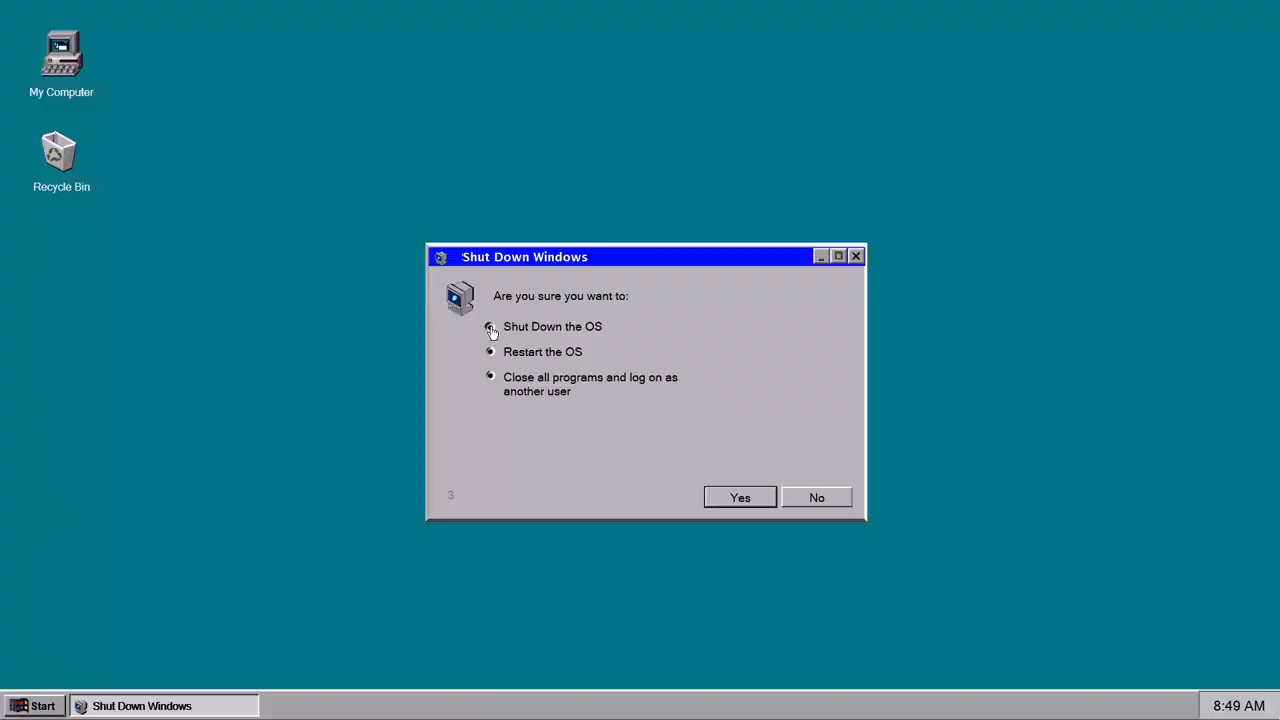 My Computer
Recycle Bin
Shut Down Windows
Are you sure you want to:
Shut Down the OS
Restart the OS
Close all programs and log on as
another user
3
Yes
No
Start
Shut Down Windows
8:49 AM